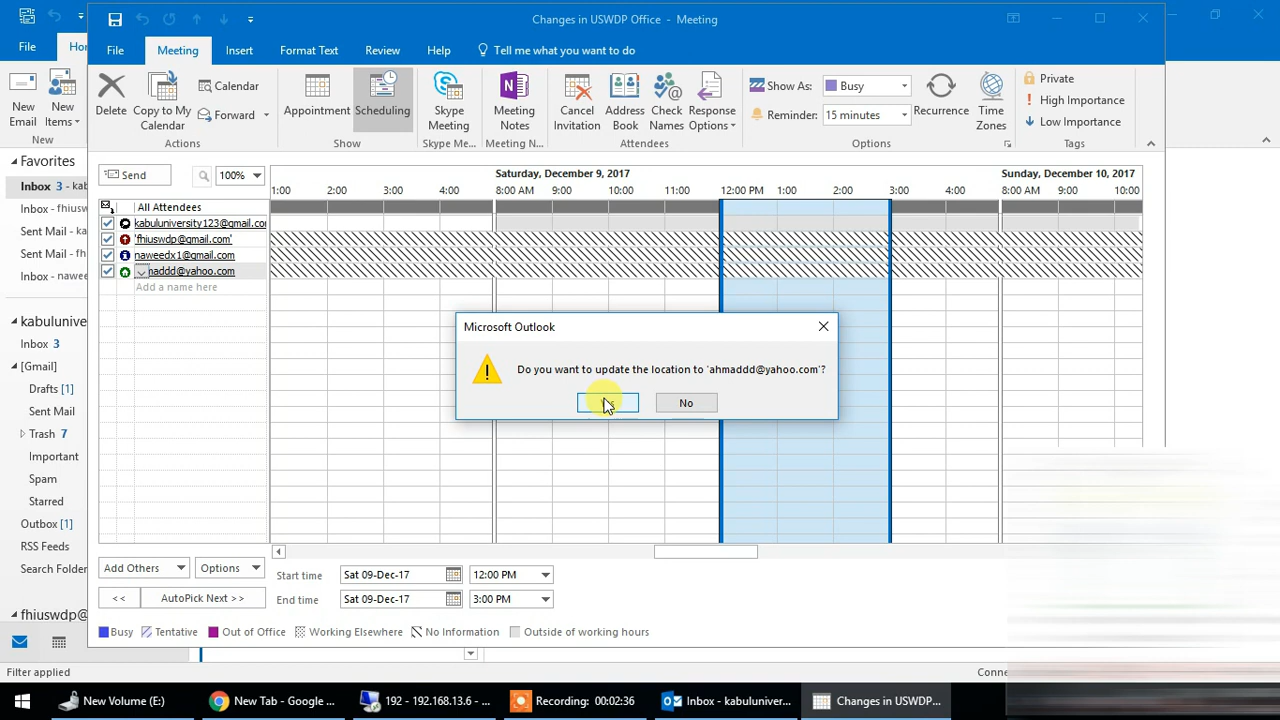 Changes in USWDP Office - Meeting
File
Ho
File
Meeting
Insert
Format Text
Review
Help
Tell me what you want to do
New Email
New Items
New
Delete
Copy to My Calendar
Calendar
Forward
Actions
Appointment
Scheduling
Show
Skype Meeting
Skype Me...
Meeting Notes
Meeting N...
Cancel Invitation
Address Book
Check Names
Response Options
Attendees
Show As:
Busy
Reminder:
15 minutes
Recurrence
Time Zones
Options
Private
High Importance
Low Importance
Tags
Favorites
Inbox 3 - kab
Inbox - fhiusw
Sent Mail - ka
Sent Mail - fh
Inbox - nawee
kabuluniver
Inbox 3
[Gmail]
Drafts [1]
Sent Mail
Trash 7
Important
Spam
Starred
Outbox [1]
RSS Feeds
Search Folder
fhiuswdp@
Send
100%
Saturday, December 9, 2017
Sunday, December 10, 2017
1:00 2:00 3:00 4:00 8:00 AM 9:00 10:00 11:00 12:00 PM 1:00 2:00 3:00 4:00 8:00 AM 9:00 10:00
All Attendees
kabuluniversity123@gmail.co
'fhiuswdp@gmail.com'
naweedx1@gmail.com
naddd@yahoo.com
Add a name here
Microsoft Outlook
Do you want to update the location to 'ahmaddd@yahoo.com'?
No
Add Others
Options
<<
AutoPick Next >>
Start time
Sat 09-Dec-17
12:00 PM
End time
Sat 09-Dec-17
3:00 PM
Busy
Tentative
Out of Office
Working Elsewhere
No Information
Outside of working hours
Filter applied
Conne
New Volume (E:)
New Tab - Google ...
192 - 192.168.13.6 - ...
Recording: 00:02:36
Inbox - kabuluniver...
Changes in USWDP...